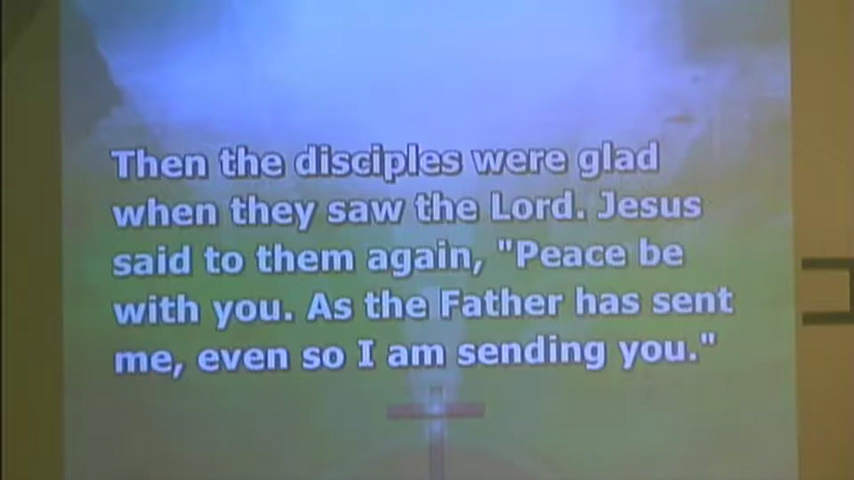 Then the disciples were glad
when they saw the Lord. Jesus
said to them again, "Peace be
with you. As the Father has sent
me, even so I am sending you."